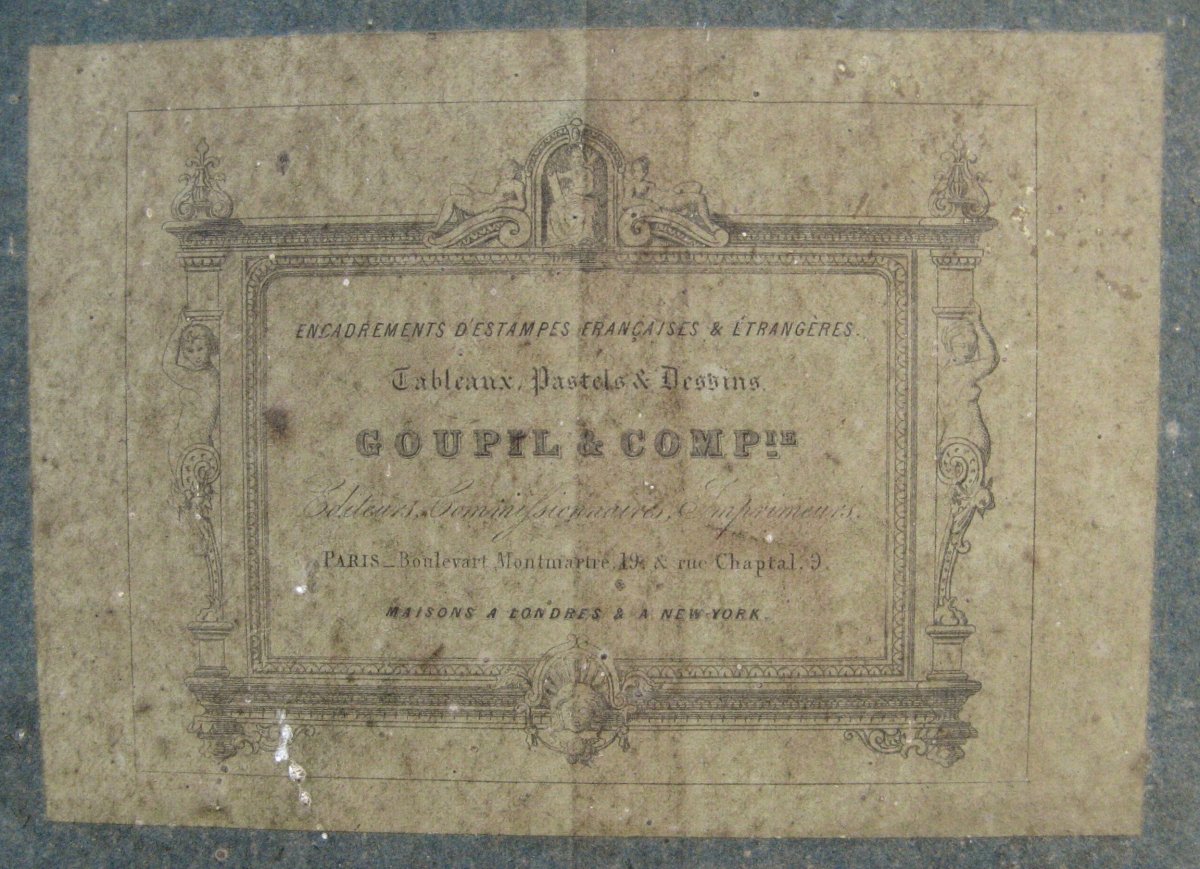 ENCADREMENTS D'ESTAMPES FRANÇAISES & ÉTRANGÈRES.
Tableaux, Pastels & Dessins.
GOUPIL & COMPIE
Editeurs, Commissionnaires, Imprimeurs.
PARIS_Boulevart Montmartre, 19, & rue Chaptal, 9.
MAISONS A LONDRES & A NEW-YORK.